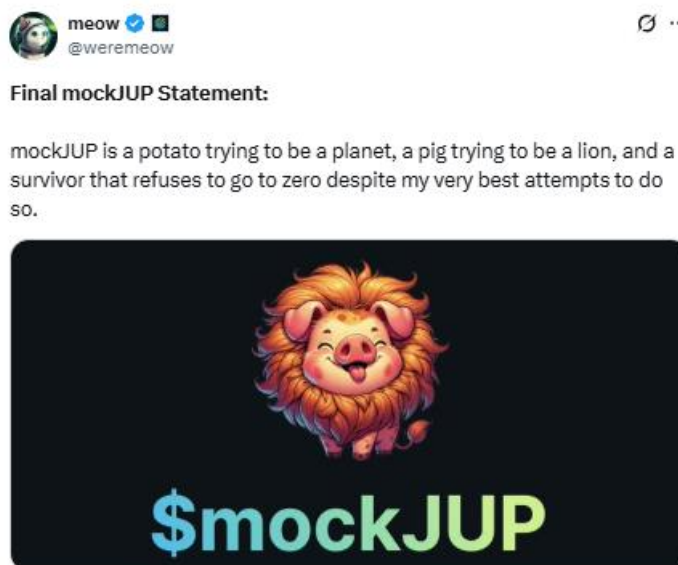 meow
@weremeow
Final mockJUP Statement:
mockJUP is a potato trying to be a planet, a pig trying to be a lion, and a
survivor that refuses to go to zero despite my very best attempts to do
so.
$mockJUP